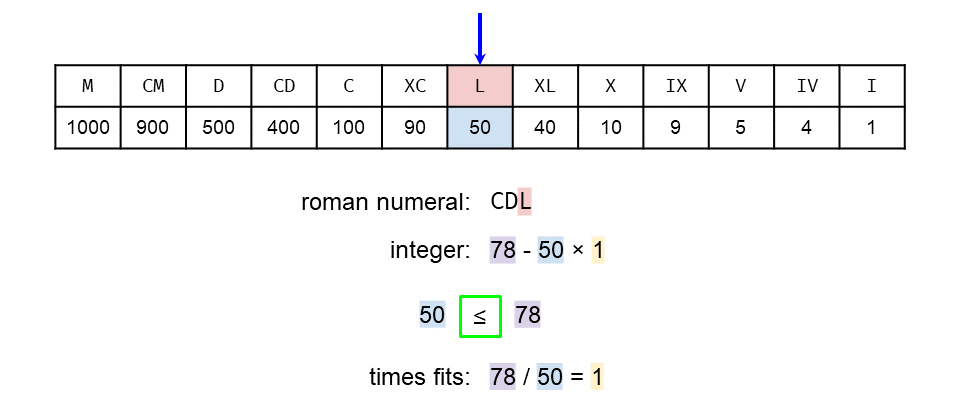 M CM D CD C XC L XL X IX V IV I
1000 900 500 400 100 90 50 40 10 9 5 4 1
roman numeral: CDL
integer: 78 - 50 × 1
50 ≤ 78
times fits: 78 / 50 = 1